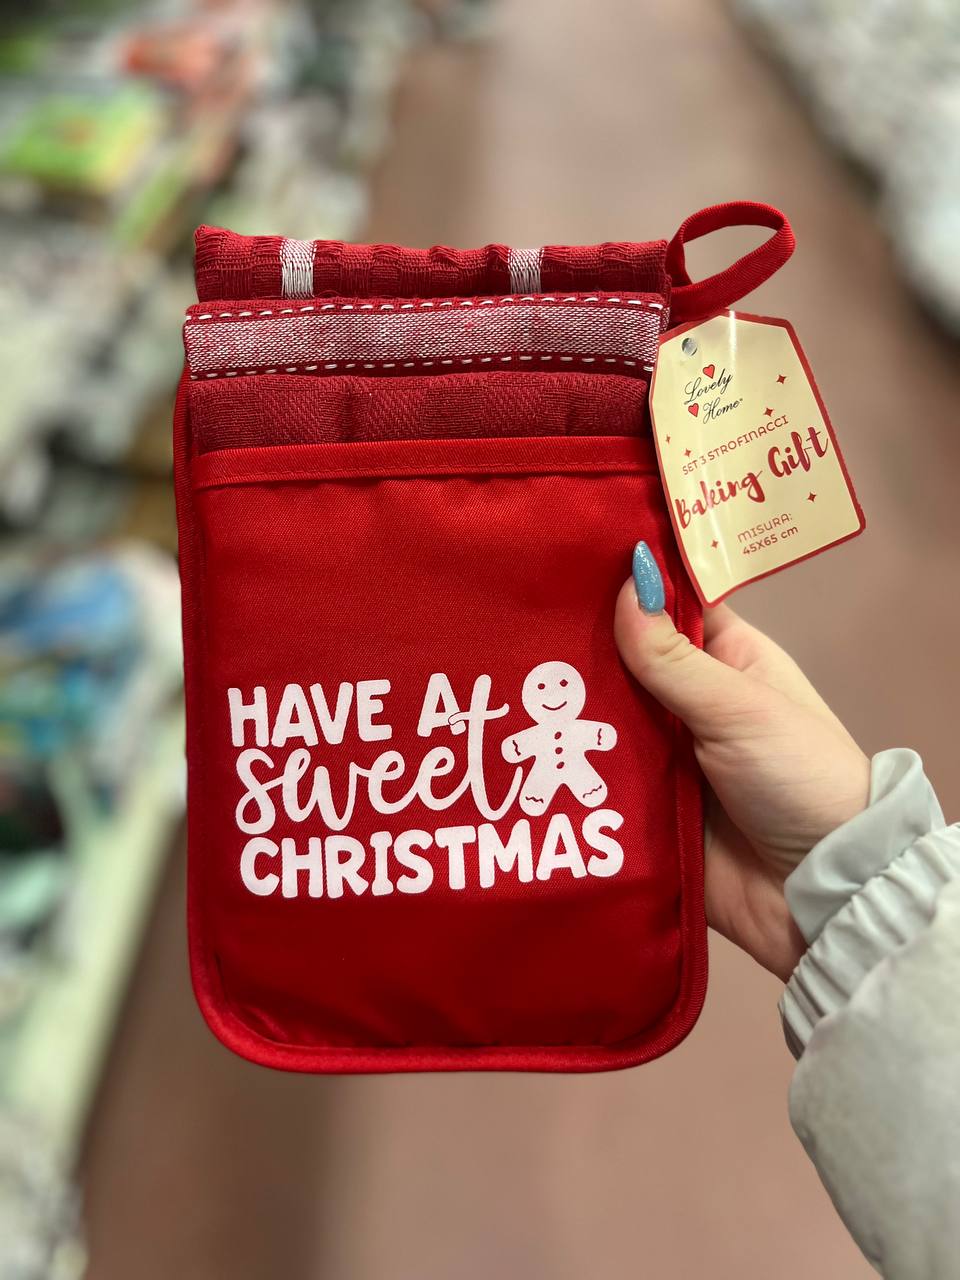 Lovely
Home
SET 3 STROFINACCI
Baking Gift
MISURA:
45X65 cm
HAVE A
sweet
CHRISTMAS